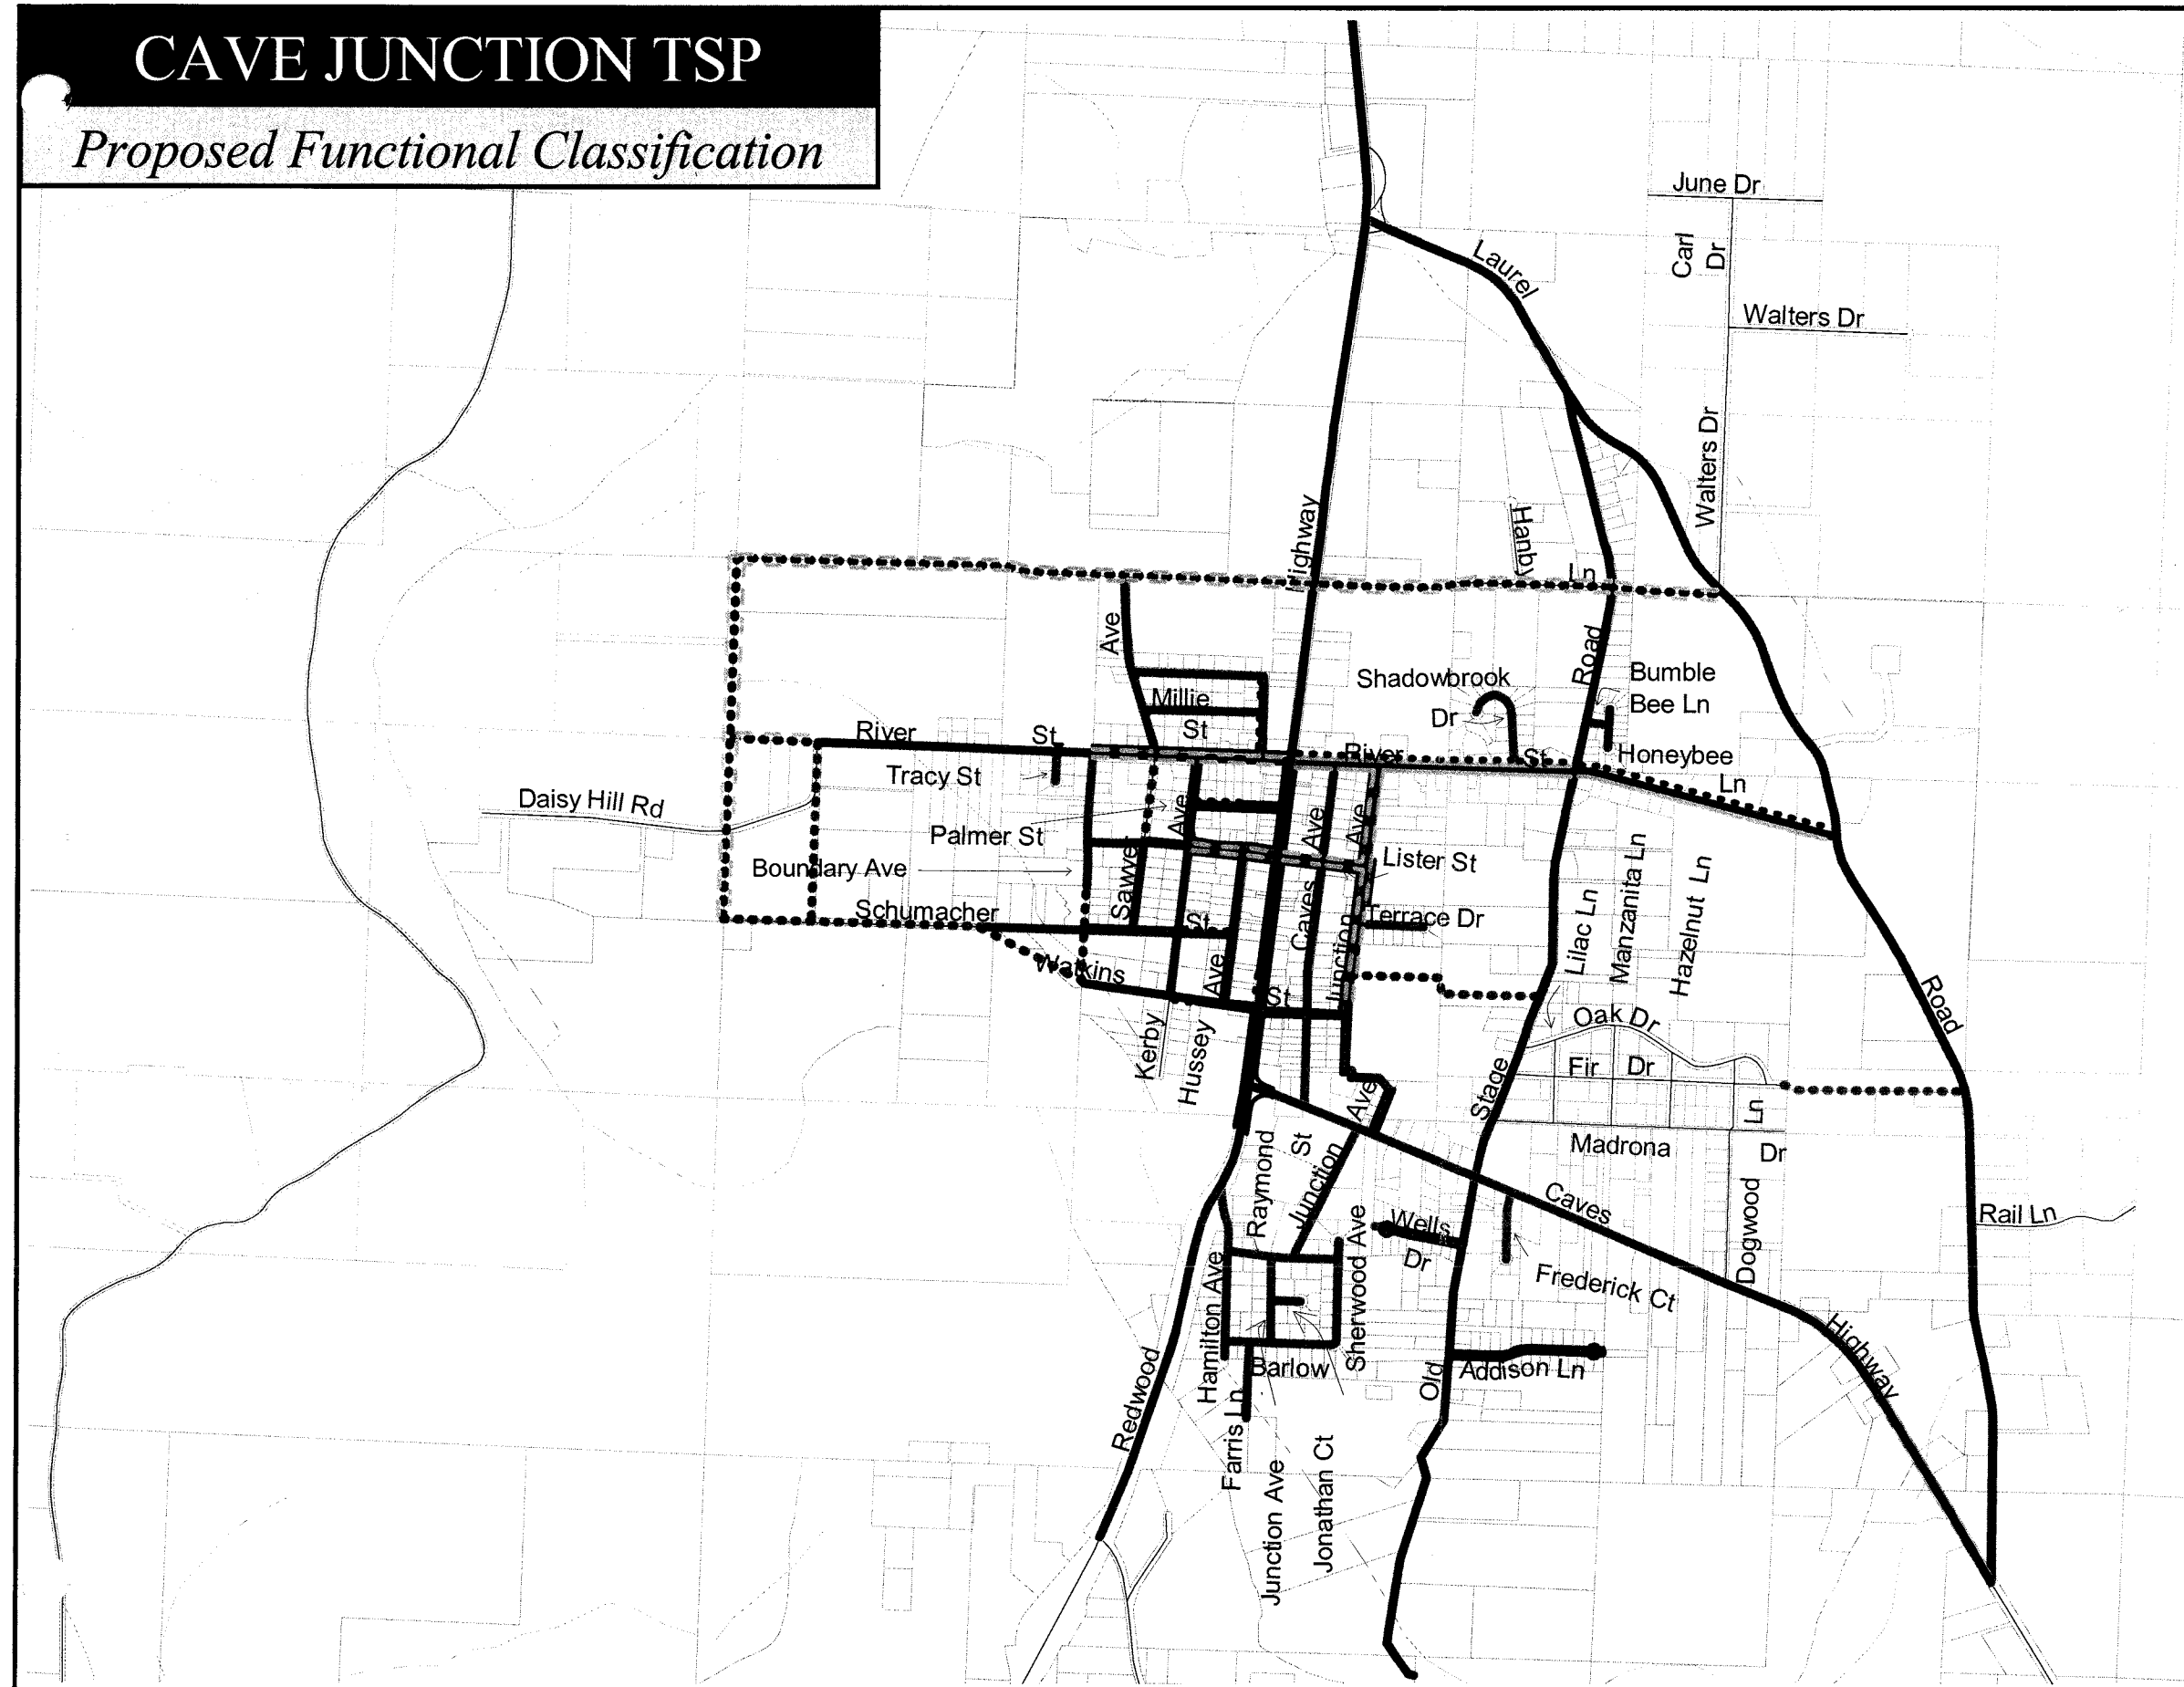 CAVE JUNCTION TSP
Proposed Functional Classification
June Dr
Carl
Dr
Laurel
Walters Dr
Walters Dr
Highway
Hanby
Ln
Ave
Road
Shadowbrook
Dr
Bumble
Bee Ln
Millie
St
River
St
River
St
Honeybee
Ln
Tracy St
Daisy Hill Rd
Palmer St
Ave
Ave
Ave
Boundary Ave
Lister St
Sawyer
Manzanita Ln
Hazelnut Ln
Lilac Ln
Schumacher
St
Caves
Terrace Dr
Junction
Watkins
Ave
St
Road
Oak Dr
Kerby
Hussey
Fir
Dr
Stage
Ave
Ln
Raymond
St
Junction
Madrona
Dr
Dogwood
Caves
Rail Ln
Wells
Dr
Sherwood Ave
Hamilton Ave
Frederick Ct
Highway
Redwood
Barlow
Old
Addison Ln
Farris Ln
Junction Ave
Jonathan Ct